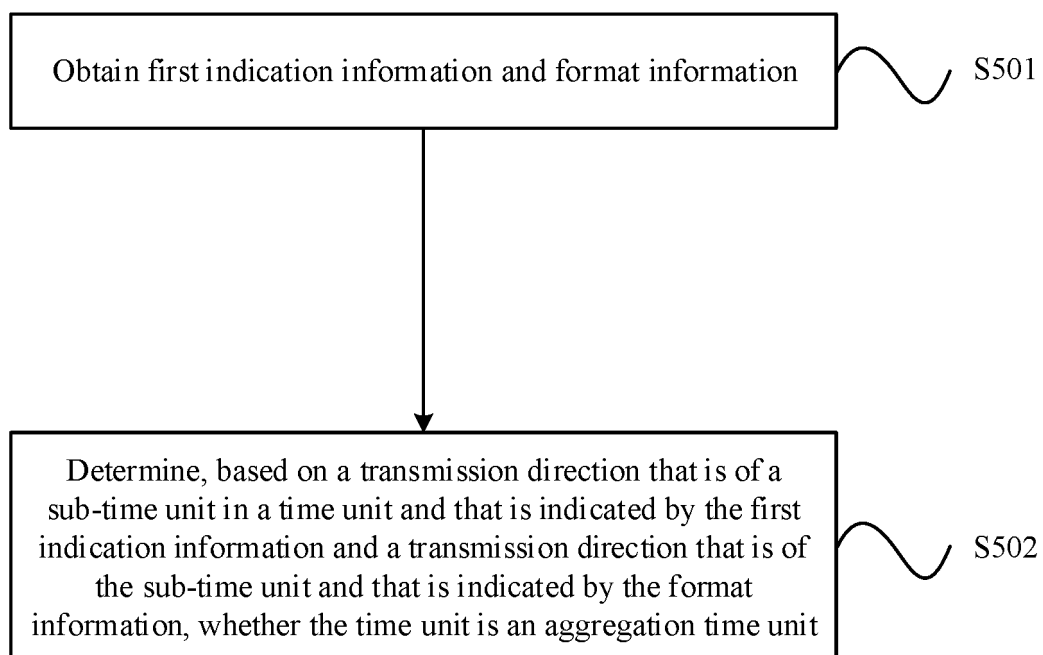 Obtain first indication information and format information
S501
Determine, based on a transmission direction that is of a
sub-time unit in a time unit and that is indicated by the first
indication information and a transmission direction that is of
the sub-time unit and that is indicated by the format
information, whether the time unit is an aggregation time unit
S502